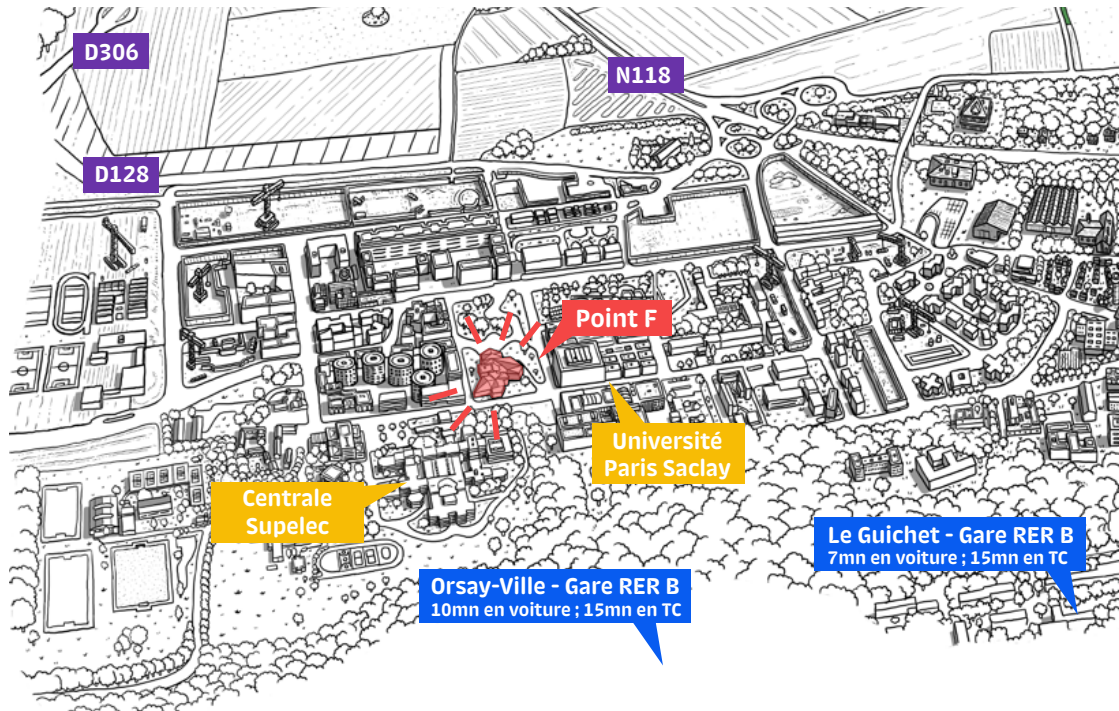 D306
N118
D128
Point F
Université
Paris Saclay
Centrale
Supelec
Le Guichet - Gare RER B
7mn en voiture ; 15mn en TC
Orsay-Ville - Gare RER B
10mn en voiture ; 15mn en TC